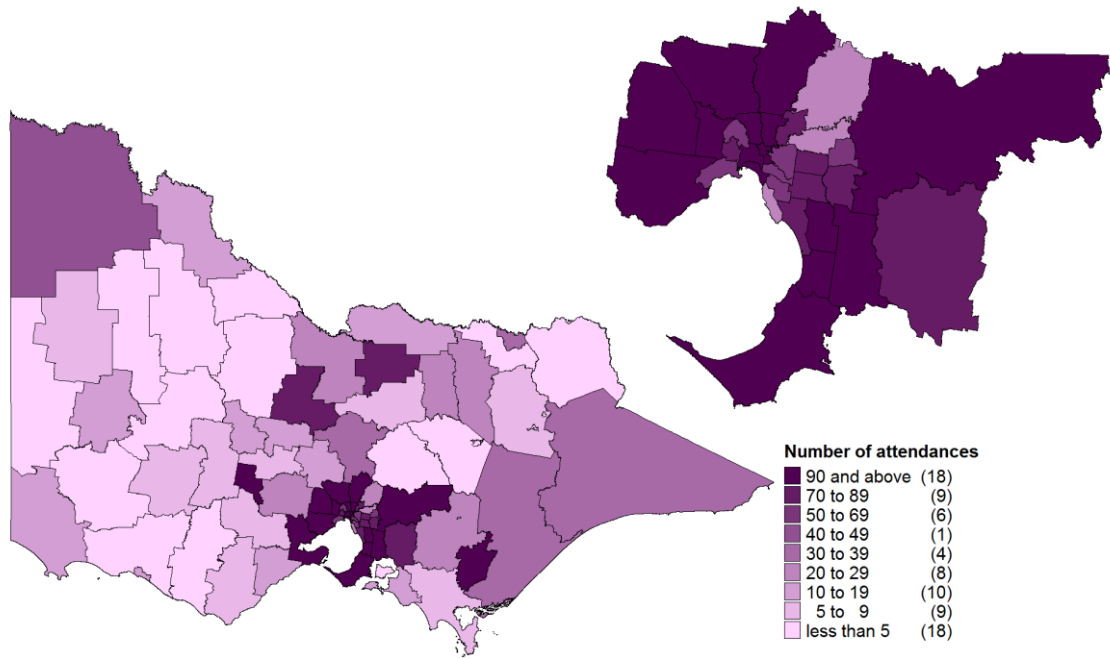 Number of attendances
90 and above (18)
70 to 89 (9)
50 to 69 (6)
40 to 49 (1)
30 to 39 (4)
20 to 29 (8)
10 to 19 (10)
5 to 9 (9)
less than 5 (18)